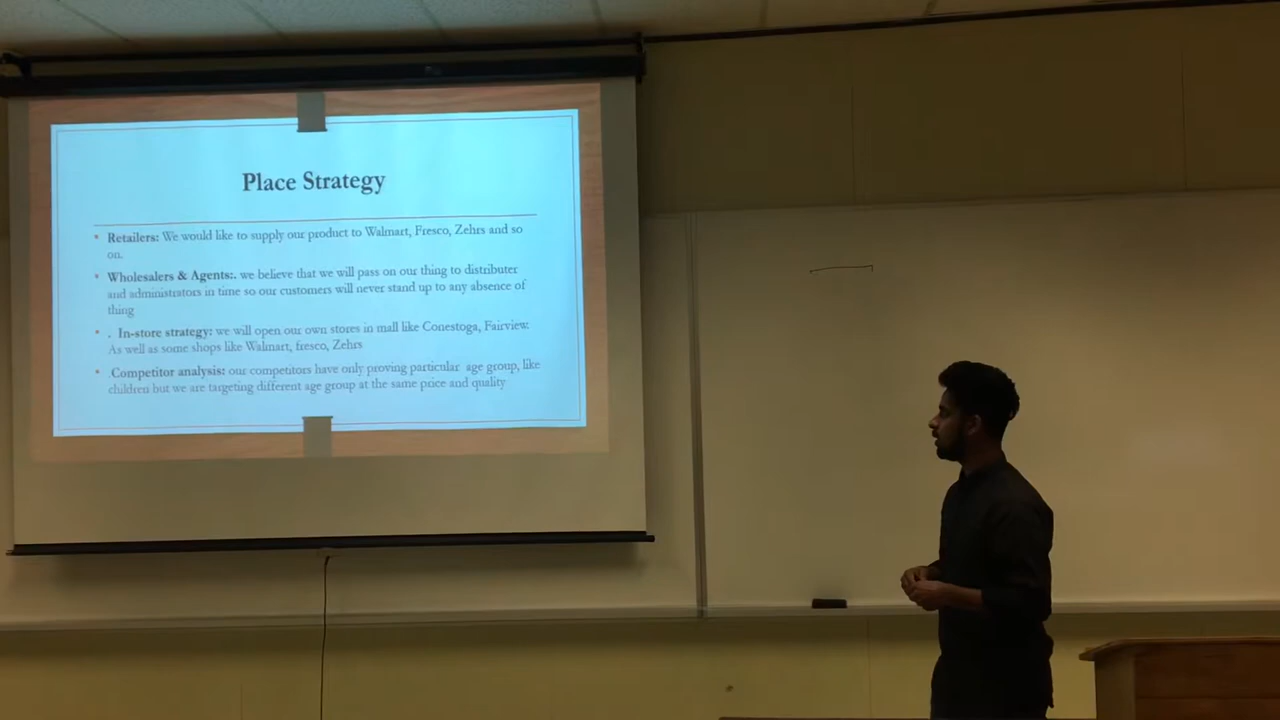 Place Strategy
• Retailers: We would like to supply our product to Walmart, Fresco, Zehrs and so
on.
• Wholesalers & Agents:. we believe that we will pass on our thing to distributer
and administrators in time so our customers will never stand up to any absence of
thing
• . In-store strategy: we will open our own stores in mall like Conestoga, Fairview.
As well as some shops like Walmart, fresco, Zehrs
• .Competitor analysis: our competitors have only proving particular age group, like
children but we are targeting different age group at the same price and quality